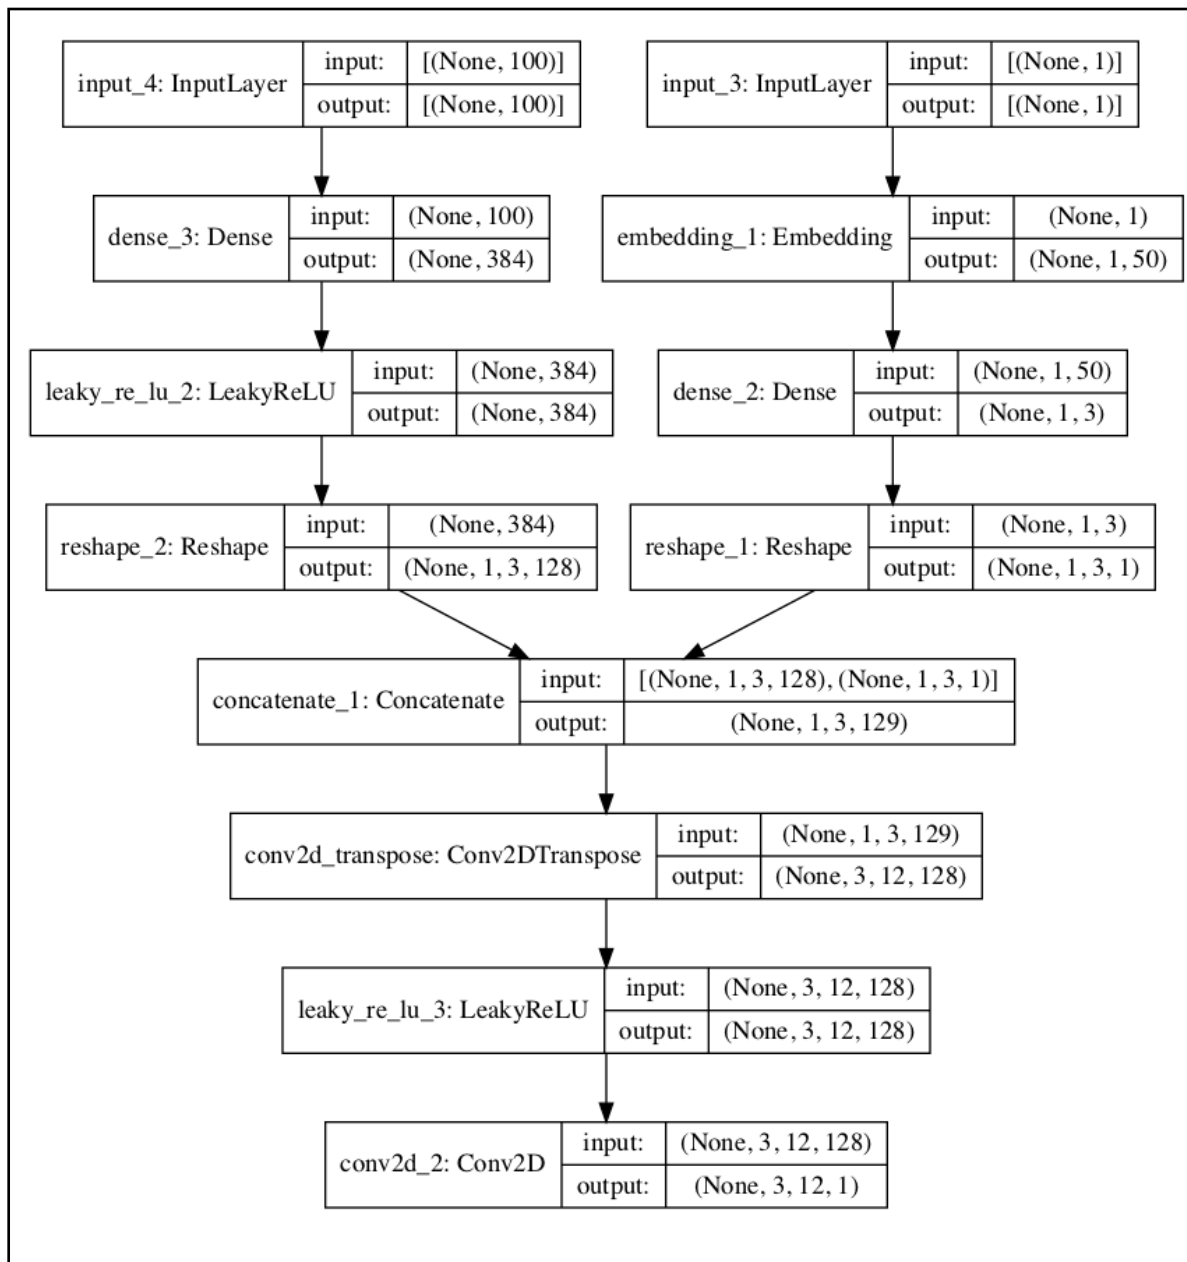 input_4: InputLayer
input: [(None, 100)]
output: [(None, 100)]
input_3: InputLayer
input: [(None, 1)]
output: [(None, 1)]
dense_3: Dense
input: (None, 100)
output: (None, 384)
embedding_1: Embedding
input: (None, 1)
output: (None, 1, 50)
leaky_re_lu_2: LeakyReLU
input: (None, 384)
output: (None, 384)
dense_2: Dense
input: (None, 1, 50)
output: (None, 1, 3)
reshape_2: Reshape
input: (None, 384)
output: (None, 1, 3, 128)
reshape_1: Reshape
input: (None, 1, 3)
output: (None, 1, 3, 1)
concatenate_1: Concatenate
input: [(None, 1, 3, 128), (None, 1, 3, 1)]
output: (None, 1, 3, 129)
conv2d_transpose: Conv2DTranspose
input: (None, 1, 3, 129)
output: (None, 3, 12, 128)
leaky_re_lu_3: LeakyReLU
input: (None, 3, 12, 128)
output: (None, 3, 12, 128)
conv2d_2: Conv2D
input: (None, 3, 12, 128)
output: (None, 3, 12, 1)